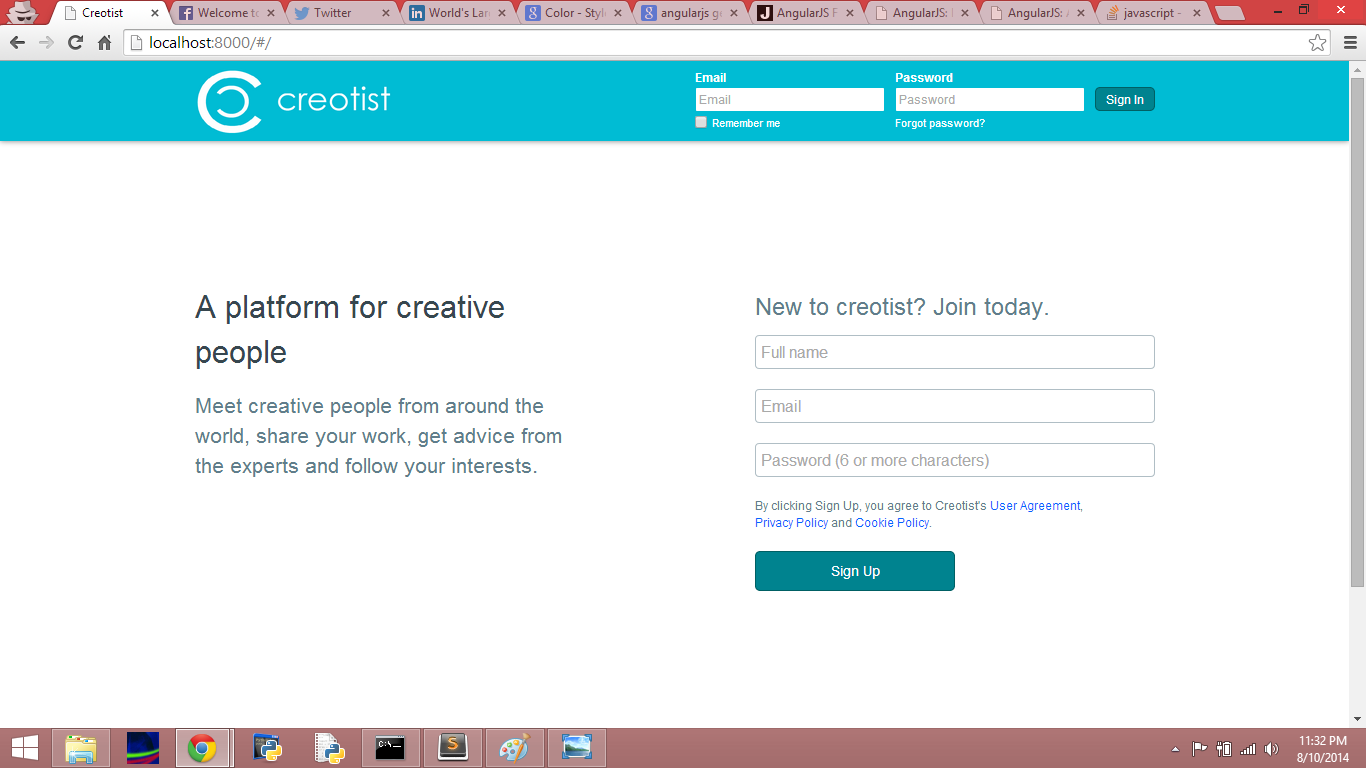 Creotist
Welcome to
Twitter
World's Lar
Color - Style
angularjs ge
AngularJS F
AngularJS: 
AngularJS: A
javascript -
localhost:8000/#/
creotist
Email
Password
Email
Password
Sign In
Remember me
Forgot password?
A platform for creative
people
Meet creative people from around the
world, share your work, get advice from
the experts and follow your interests.
New to creotist? Join today.
Full name
Email
Password (6 or more characters)
By clicking Sign Up, you agree to Creotist's User Agreement,
Privacy Policy and Cookie Policy.
Sign Up
11:32 PM
8/10/2014